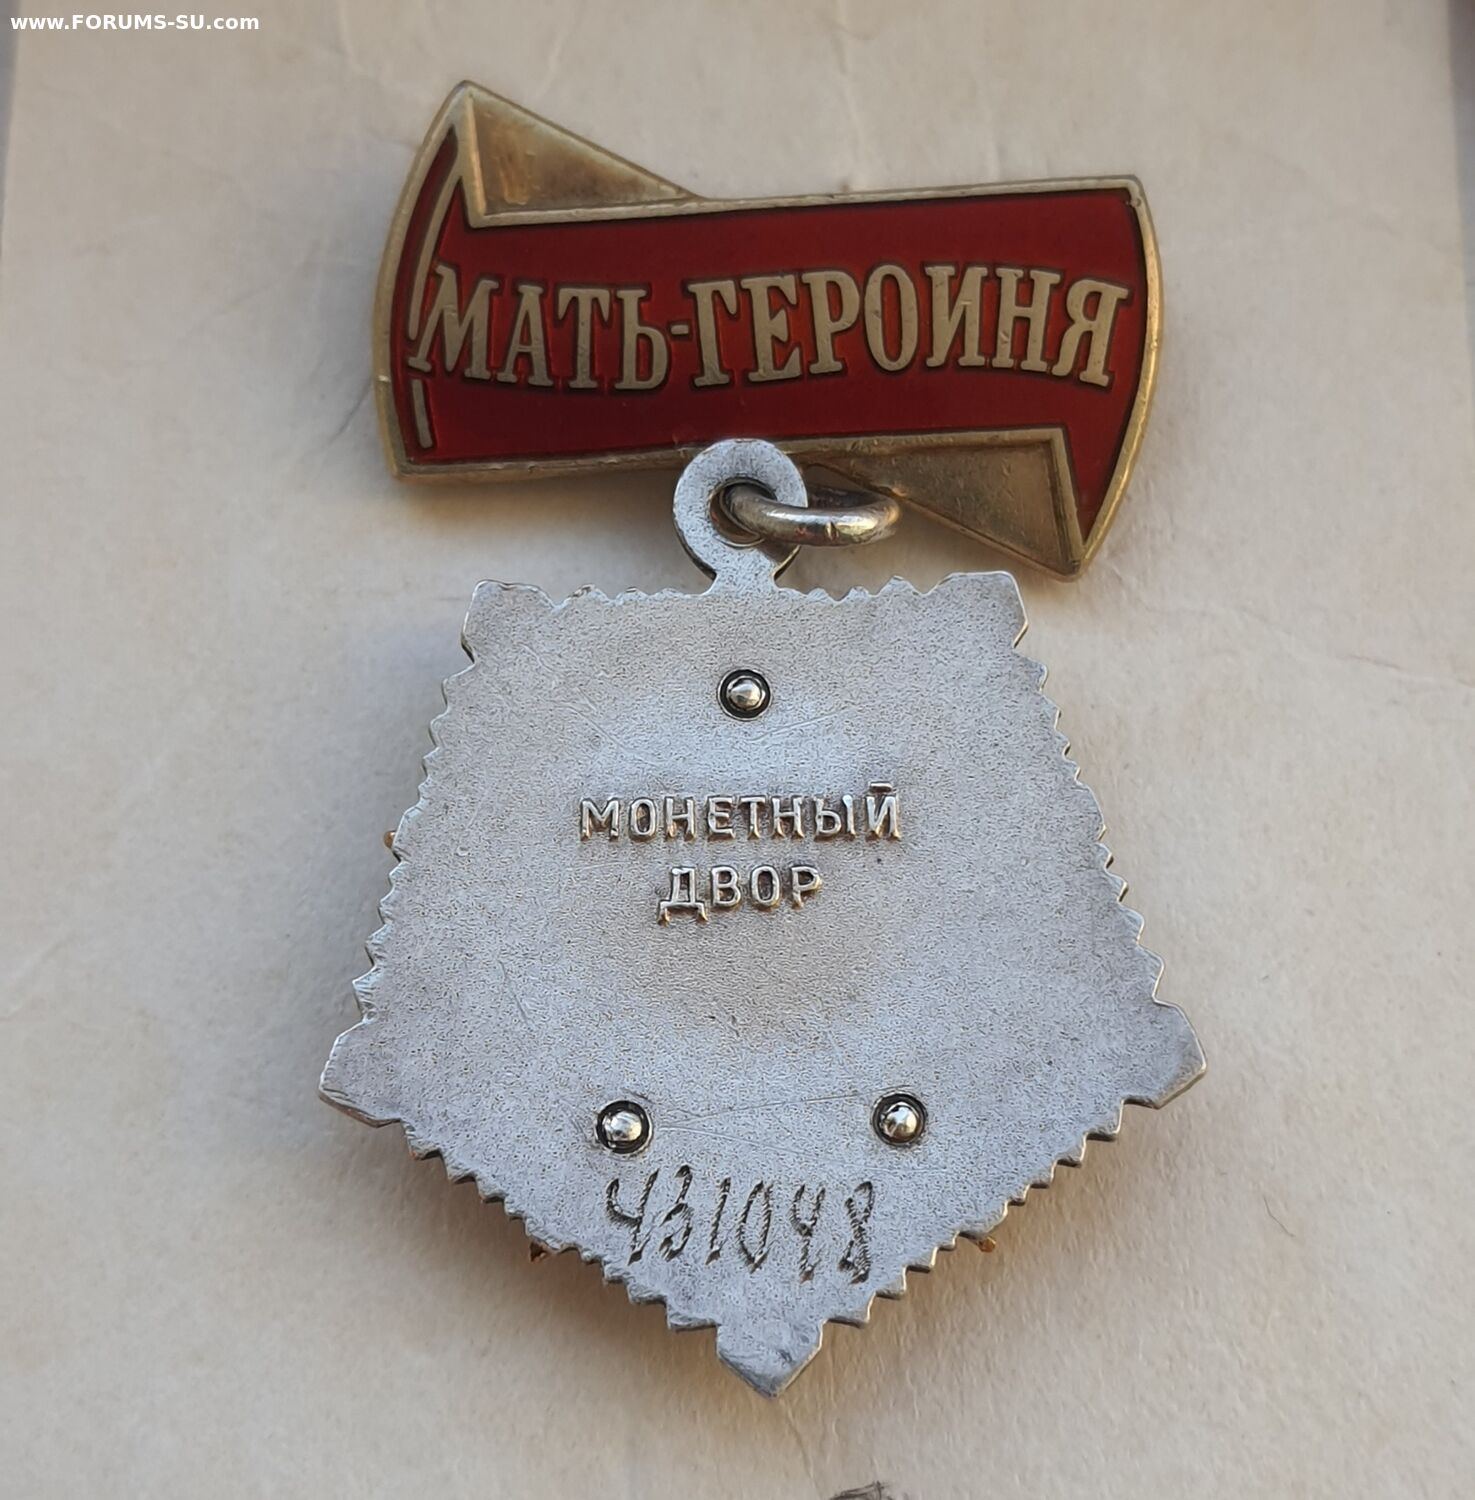 www.FORUMS-SU.com
МАТЬ-ГЕРОИНЯ
МОНЕТНЫЙ
ДВОР
431048